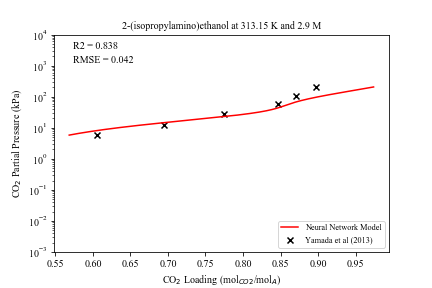 2-(isopropylamino)ethanol at 313.15 K and 2.9 M
R2 = 0.838
RMSE = 0.042
CO₂ Partial Pressure (kPa)
10⁴
10³
10²
10¹
10⁰
10⁻¹
10⁻²
10⁻³
Neural Network Model
Yamada et al (2013)
0.55 0.60 0.65 0.70 0.75 0.80 0.85 0.90 0.95
CO₂ Loading (mol_CO2/mol_A)